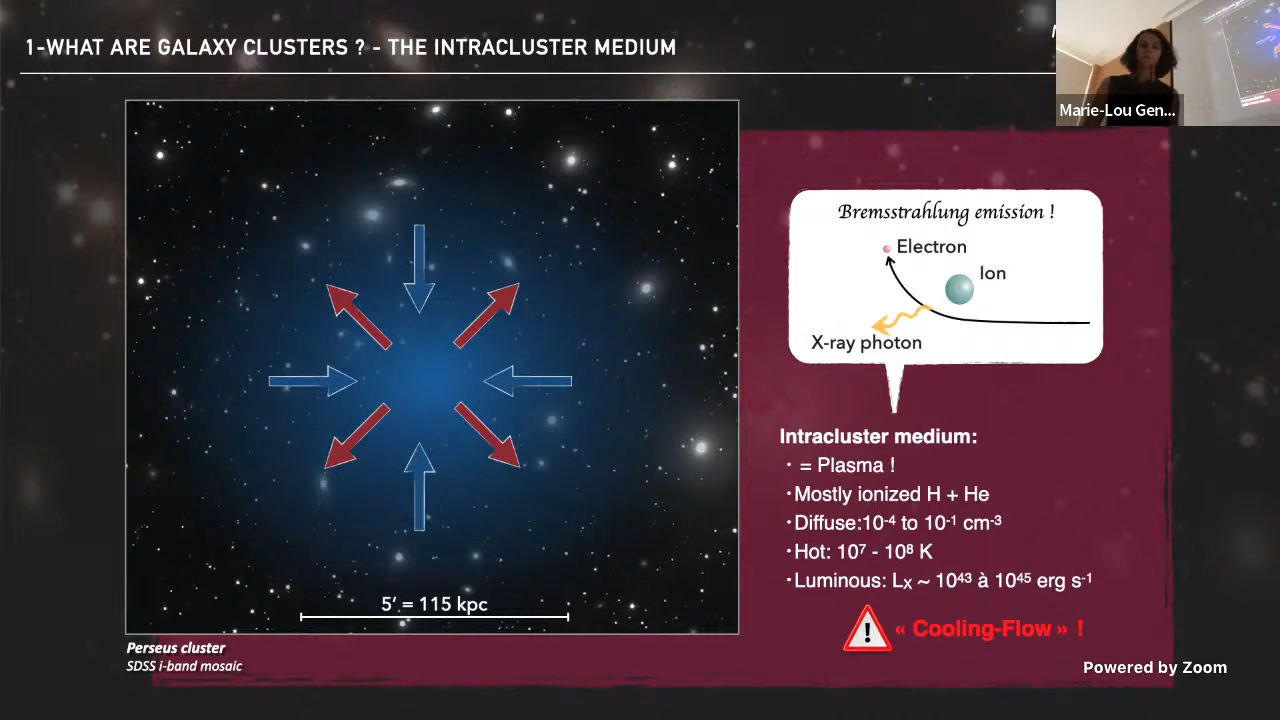 1-WHAT ARE GALAXY CLUSTERS ? - THE INTRACLUSTER MEDIUM
Marie-Lou Gen...
Bremsstrahlung emission !
Electron
Ion
X-ray photon
Intracluster medium:
· = Plasma !
·Mostly ionized H + He
·Diffuse:10⁻⁴ to 10⁻¹ cm⁻³
·Hot: 10⁷ - 10⁸ K
·Luminous: Lₓ ~ 10⁴³ à 10⁴⁵ erg s⁻¹
! « Cooling-Flow » !
5' = 115 kpc
Perseus cluster
SDSS i-band mosaic
Powered by Zoom